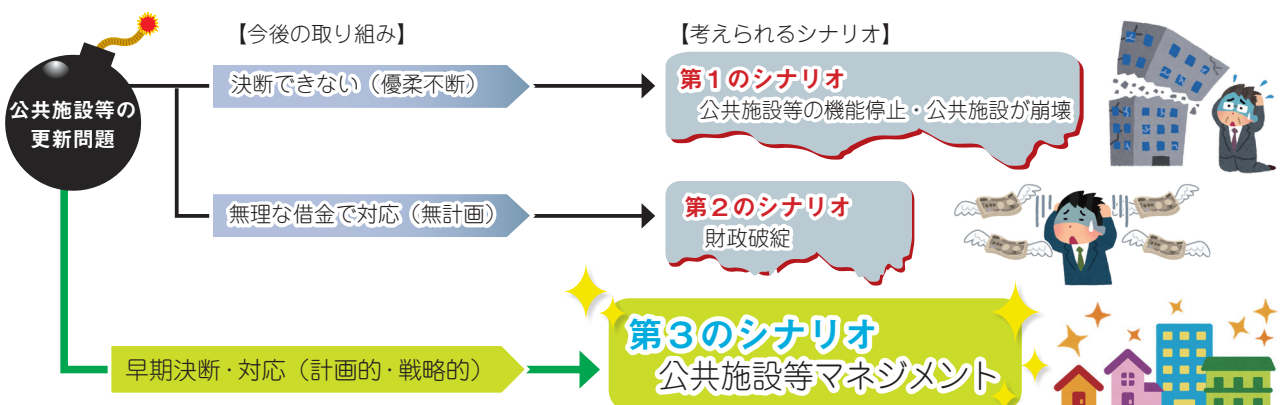 【今後の取り組み】
【考えられるシナリオ】
公共施設等の
更新問題
決断できない（優柔不断）
第１のシナリオ
公共施設等の機能停止・公共施設が崩壊
無理な借金で対応（無計画）
第２のシナリオ
財政破綻
早期決断・対応（計画的・戦略的）
第３のシナリオ
公共施設等マネジメント